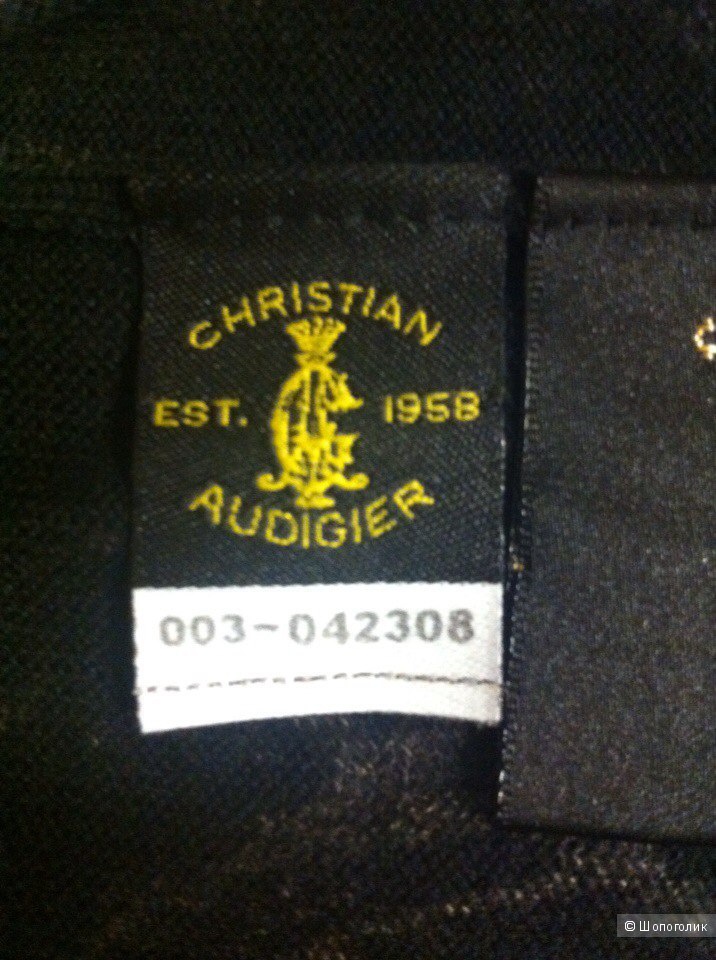 CHRISTIAN
EST. 1958
AUDIGIER
003-042308
© Шопоголик